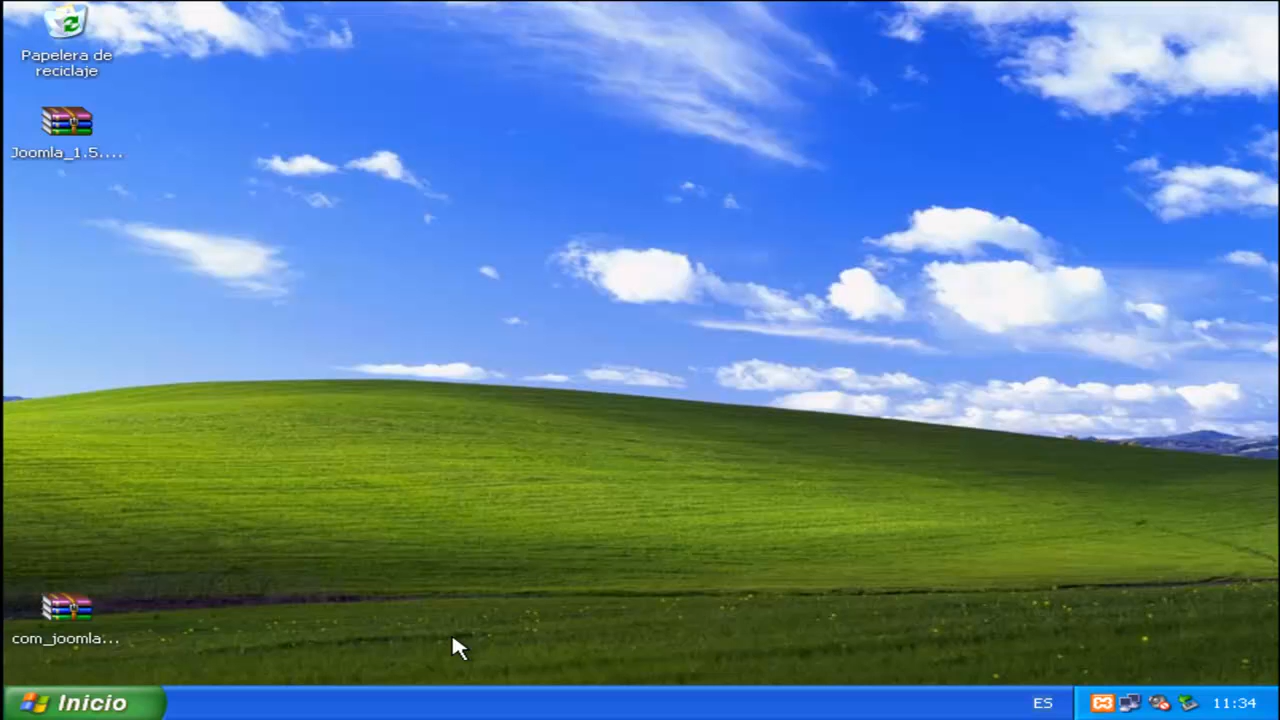 Papelera de
reciclaje
Joomla_1.5....
com_joomla...
Inicio
ES
11:34